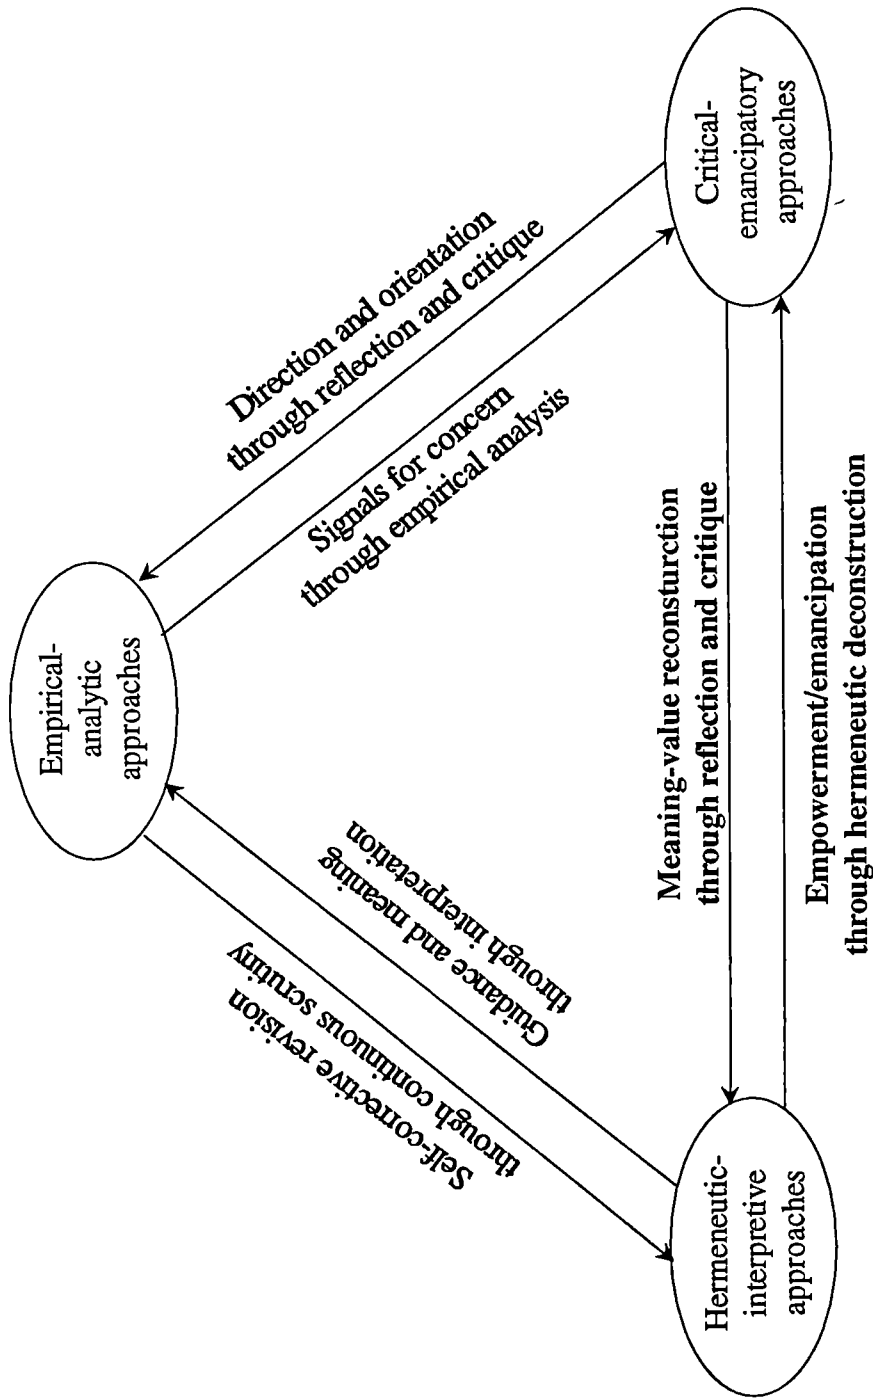 Empirical-
analytic
approaches
Self-corrective revision
through continuous scrutiny
Guidance and meaning
through interpretation
Direction and orientation
through reflection and critique
Signals for concern
through empirical analysis
Hermeneutic-
interpretive
approaches
Meaning-value reconsturction
through reflection and critique
Empowerment/emancipation
through hermeneutic deconstruction
Critical-
emancipatory
approaches